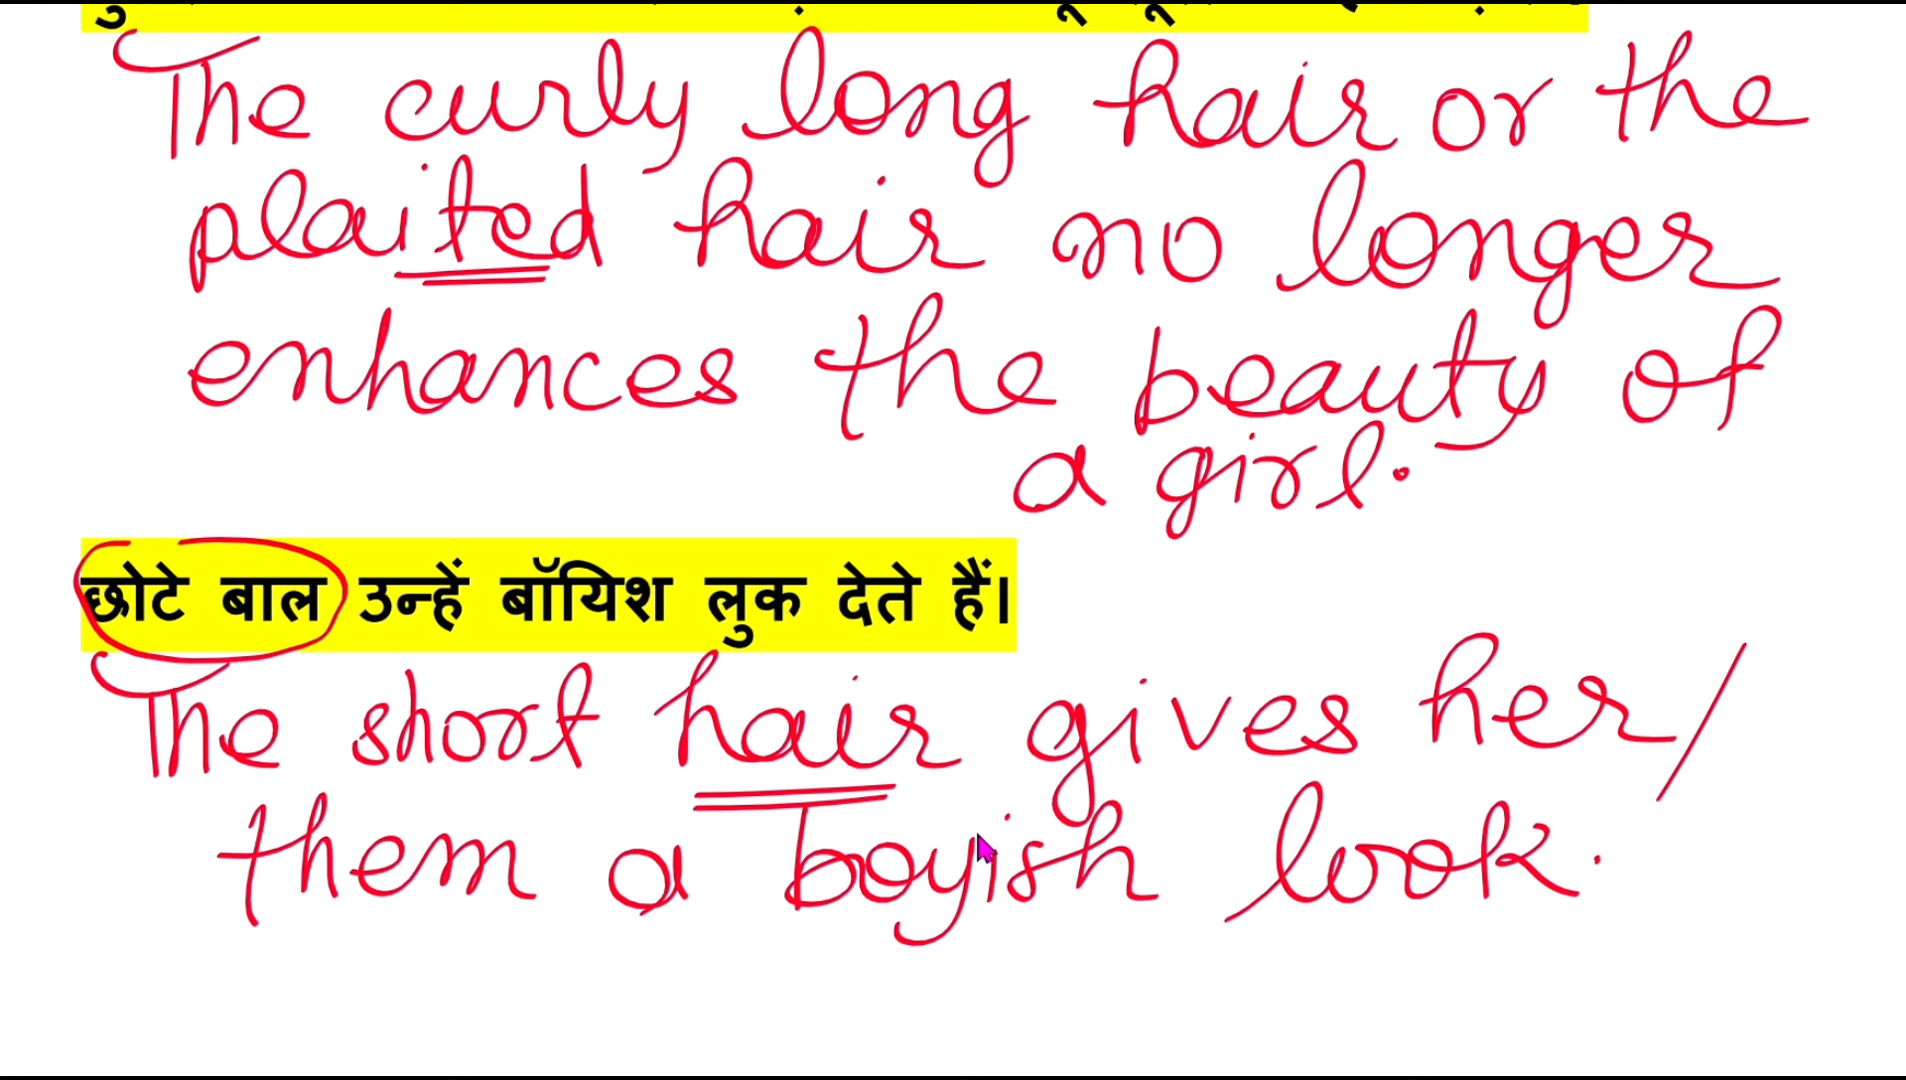 The curly long hair or the
plaited hair no longer
enhances the beauty of
a girl.
छोटे बाल उन्हें बॉयिश लुक देते हैं।
The short hair gives her/
them a boyish look.